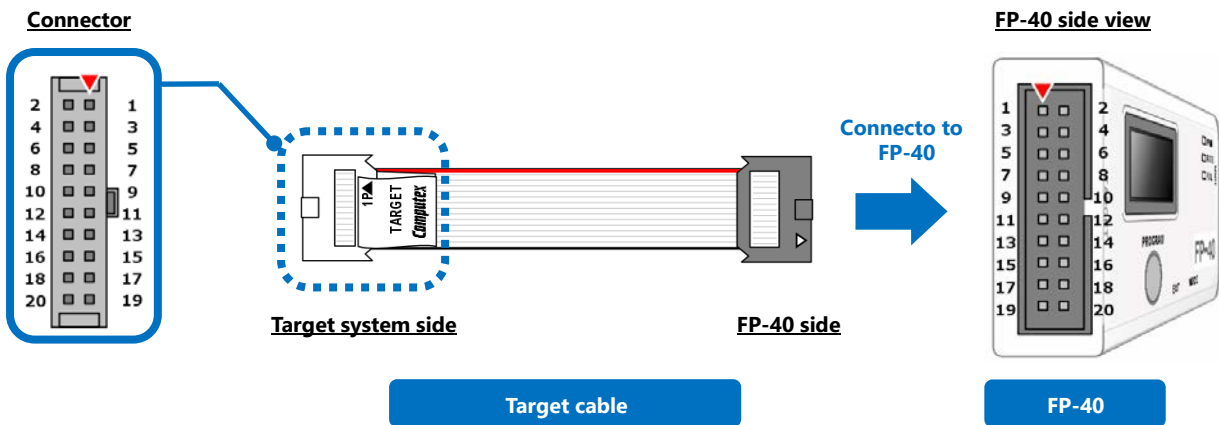 Connector
FP-40 side view
2 1
4 3
6 5
8 7
10 9
12 11
14 13
16 15
18 17
20 19
1P
TARGET
Computex
Connecto to
FP-40
1 2
3 4
5 6
7 8
9 10
11 12
13 14
15 16
17 18
19 20
PROGRAM
FP-40
Target system side
FP-40 side
Target cable
FP-40